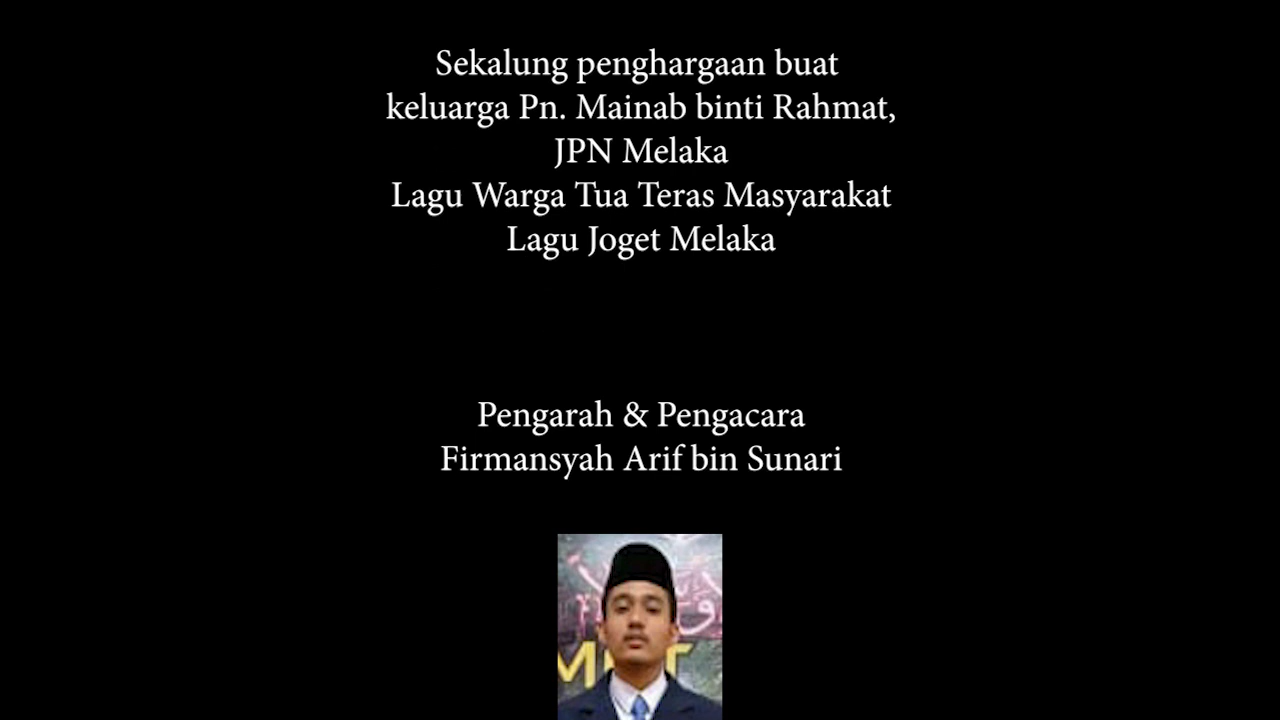 Sekalung penghargaan buat
keluarga Pn. Mainab binti Rahmat,
JPN Melaka
Lagu Warga Tua Teras Masyarakat
Lagu Joget Melaka
Pengarah & Pengacara
Firmansyah Arif bin Sunari